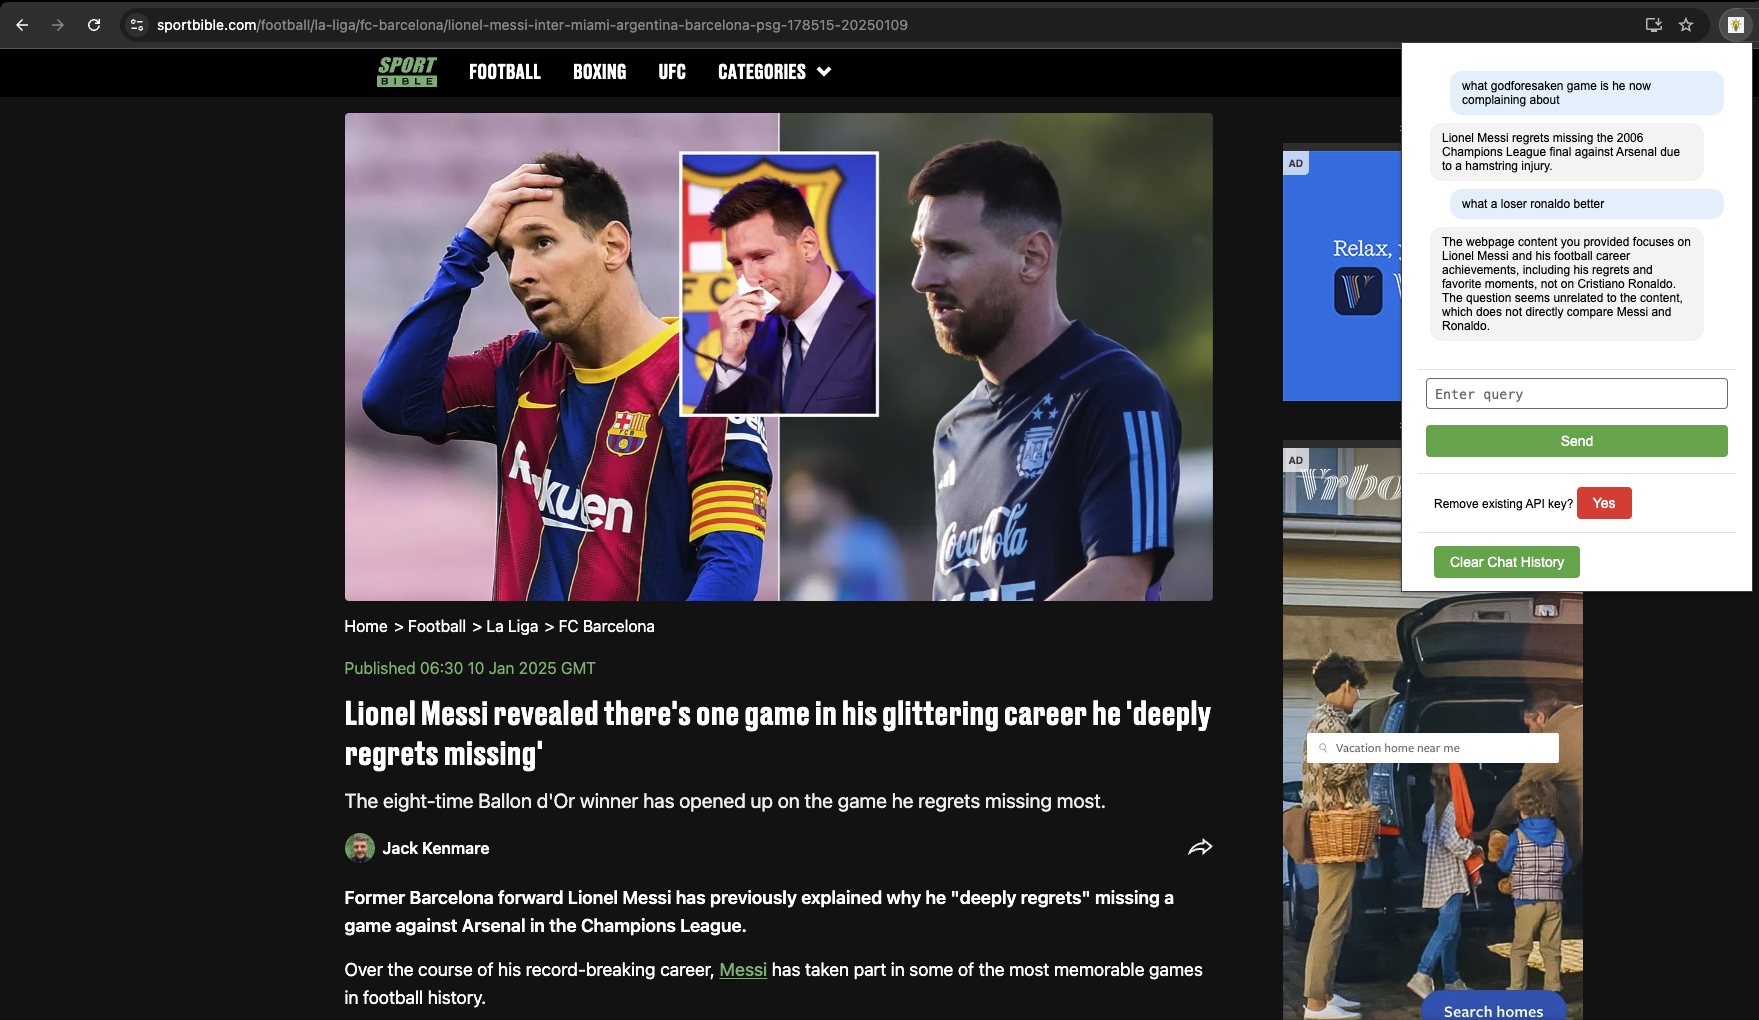 sportbible.com/football/la-liga/fc-barcelona/lionel-messi-inter-miami-argentina-barcelona-psg-178515-20250109
SPORT
BIBLE
FOOTBALL
BOXING
UFC
CATEGORIES
FC
FCB
Rakuten
beko
AFA
Coca-Cola
Home > Football > La Liga > FC Barcelona
Published 06:30 10 Jan 2025 GMT
Lionel Messi revealed there's one game in his glittering career he 'deeply
regrets missing'
The eight-time Ballon d'Or winner has opened up on the game he regrets missing most.
Jack Kenmare
Former Barcelona forward Lionel Messi has previously explained why he "deeply regrets" missing a
game against Arsenal in the Champions League.
Over the course of his record-breaking career, Messi has taken part in some of the most memorable games
in football history.
AD
Relax,
AD
Vrbo
Vacation home near me
Search homes
what godforesaken game is he now
complaining about
Lionel Messi regrets missing the 2006
Champions League final against Arsenal due
to a hamstring injury.
what a loser ronaldo better
The webpage content you provided focuses on
Lionel Messi and his football career
achievements, including his regrets and
favorite moments, not on Cristiano Ronaldo.
The question seems unrelated to the content,
which does not directly compare Messi and
Ronaldo.
Enter query
Send
Remove existing API key? Yes
Clear Chat History